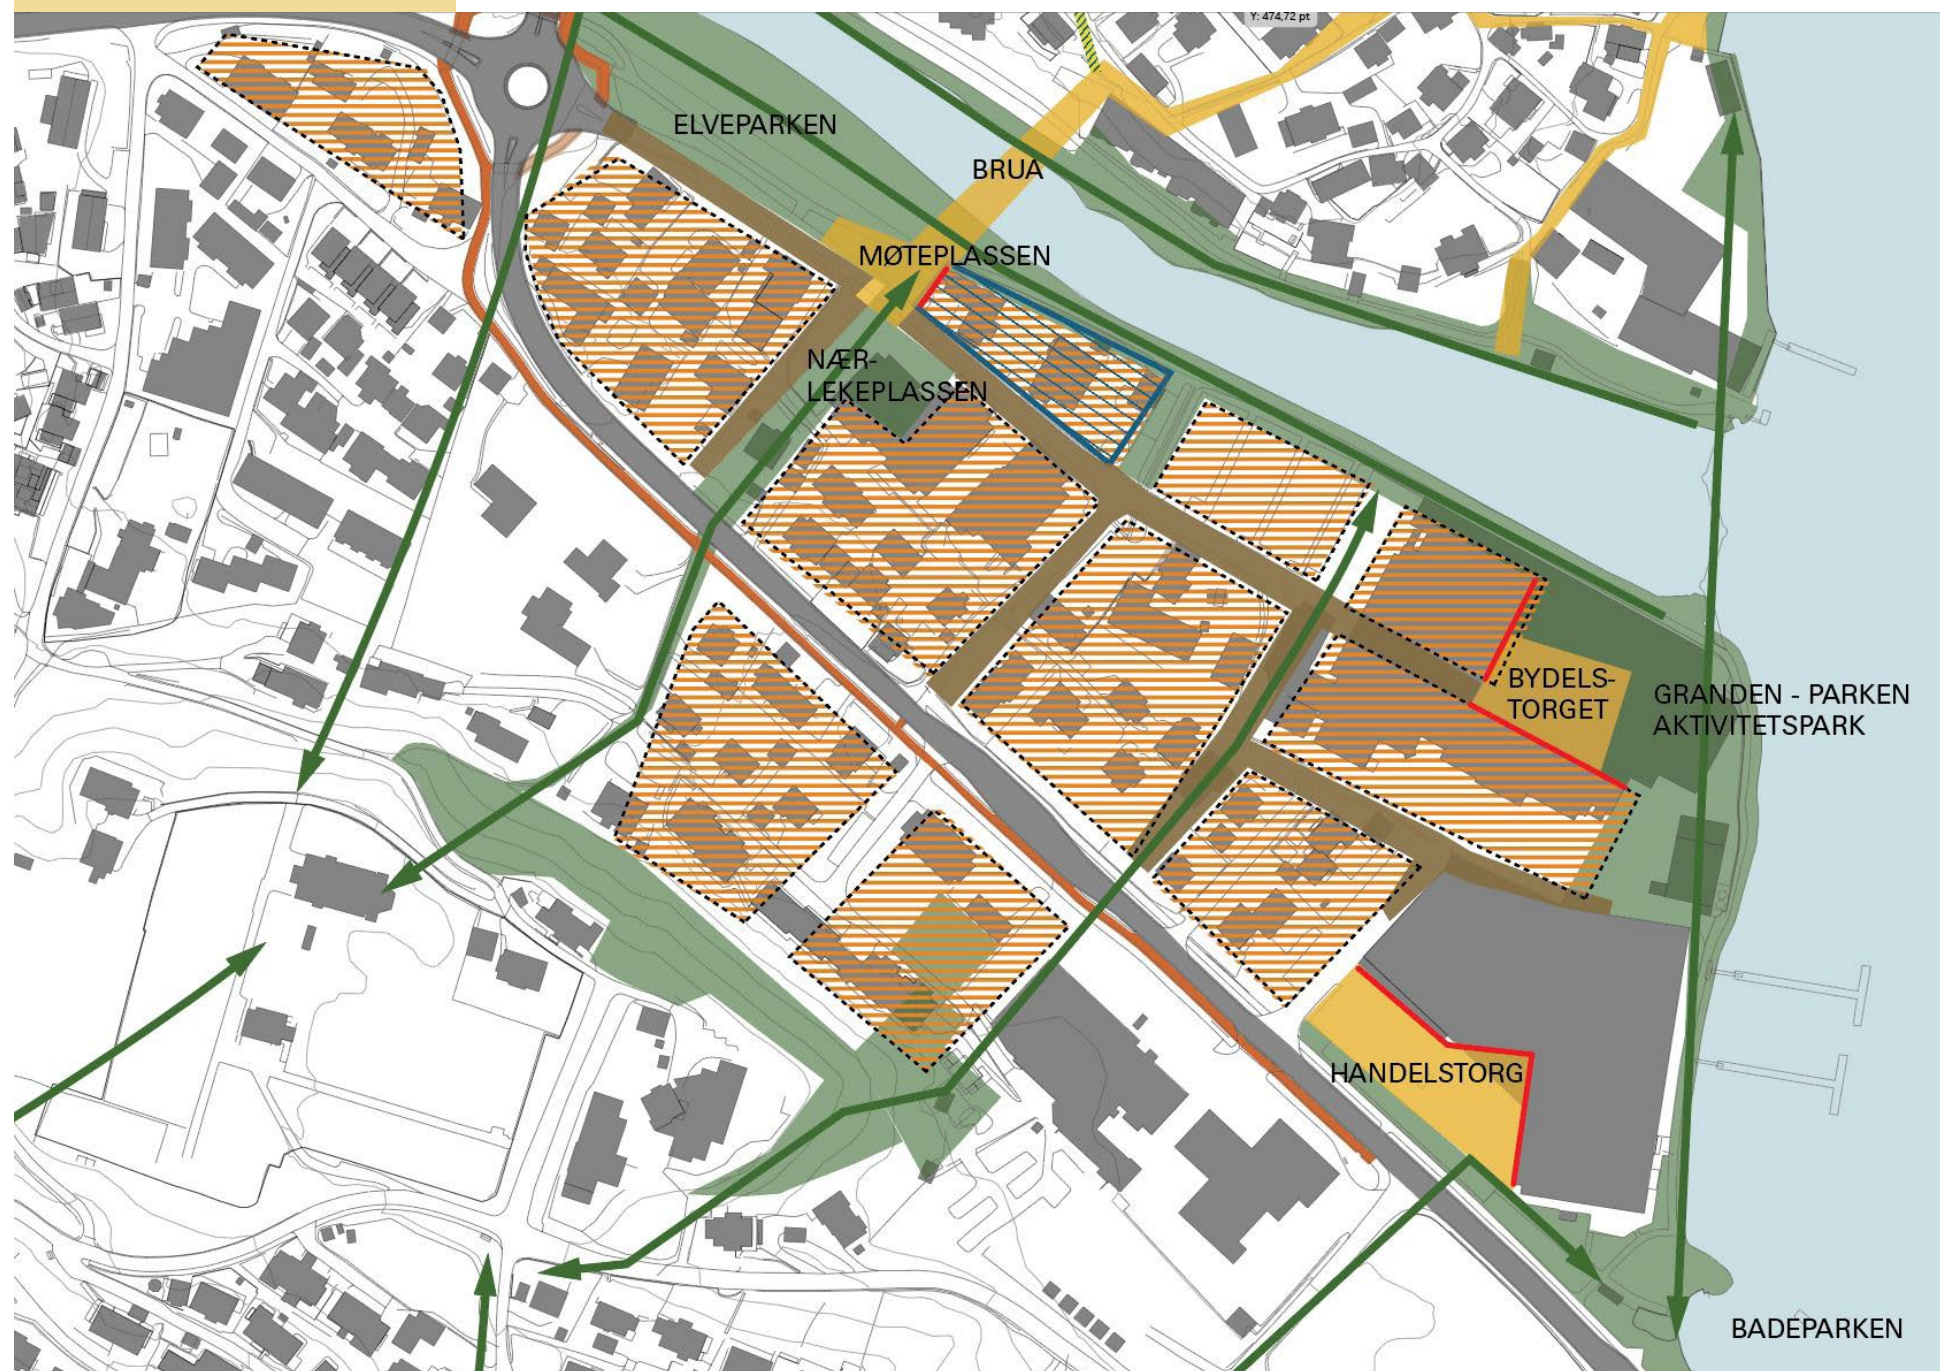 Y: 474,72 pt
ELVEPARKEN
BRUA
MØTEPLASSEN
NÆR-
LEKEPLASSEN
BYDELS-
TORGET
GRANDEN - PARKEN
AKTIVITETSPARK
HANDELSTORG
BADEPARKEN